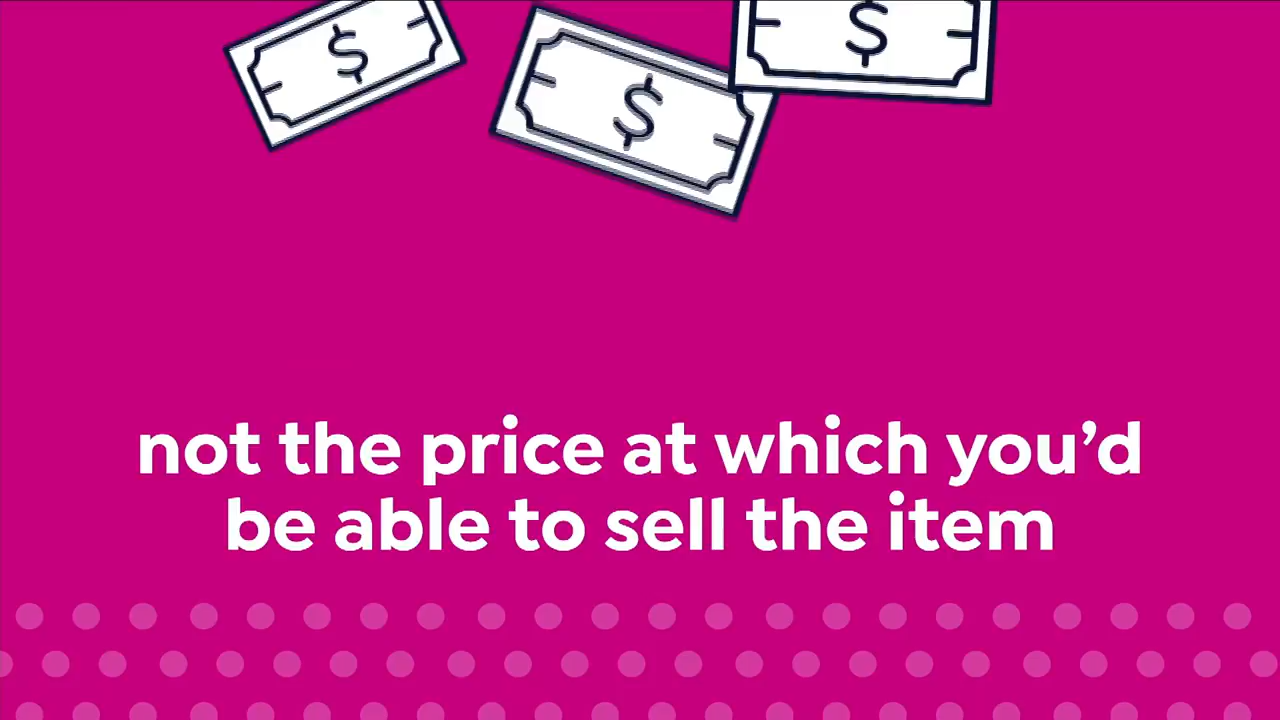 $
$
$
not the price at which you’d
be able to sell the item